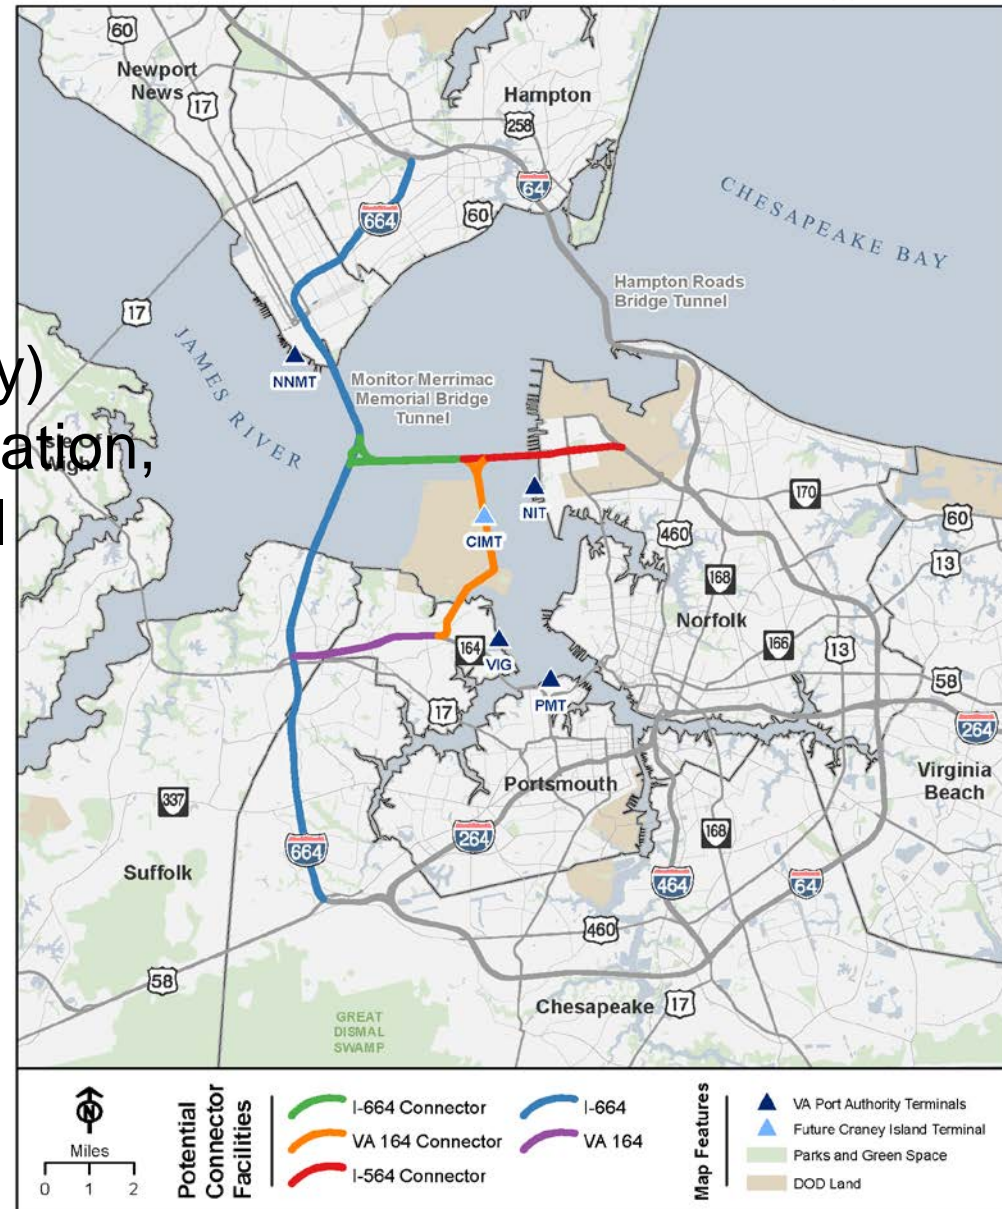 60
Newport
News
17
Hampton
258
64
664
60
CHESAPEAKE BAY
Hampton Roads
Bridge Tunnel
17
JAMES RIVER
y)
NNMT
Monitor Merrimac
Memorial Bridge
Tunnel
ation,
Wight
NIT
170
CIMT
460
60
13
168
Norfolk
164
VIG
166
13
PMT
58
17
264
Virginia
Beach
Portsmouth
337
664
264
168
Suffolk
464
64
460
58
Chesapeake
17
GREAT
DISMAL
SWAMP
N
Miles
0 1 2
Potential
Connector
Facilities
I-664 Connector
VA 164 Connector
I-564 Connector
I-664
VA 164
Map Features
VA Port Authority Terminals
Future Craney Island Terminal
Parks and Green Space
DOD Land